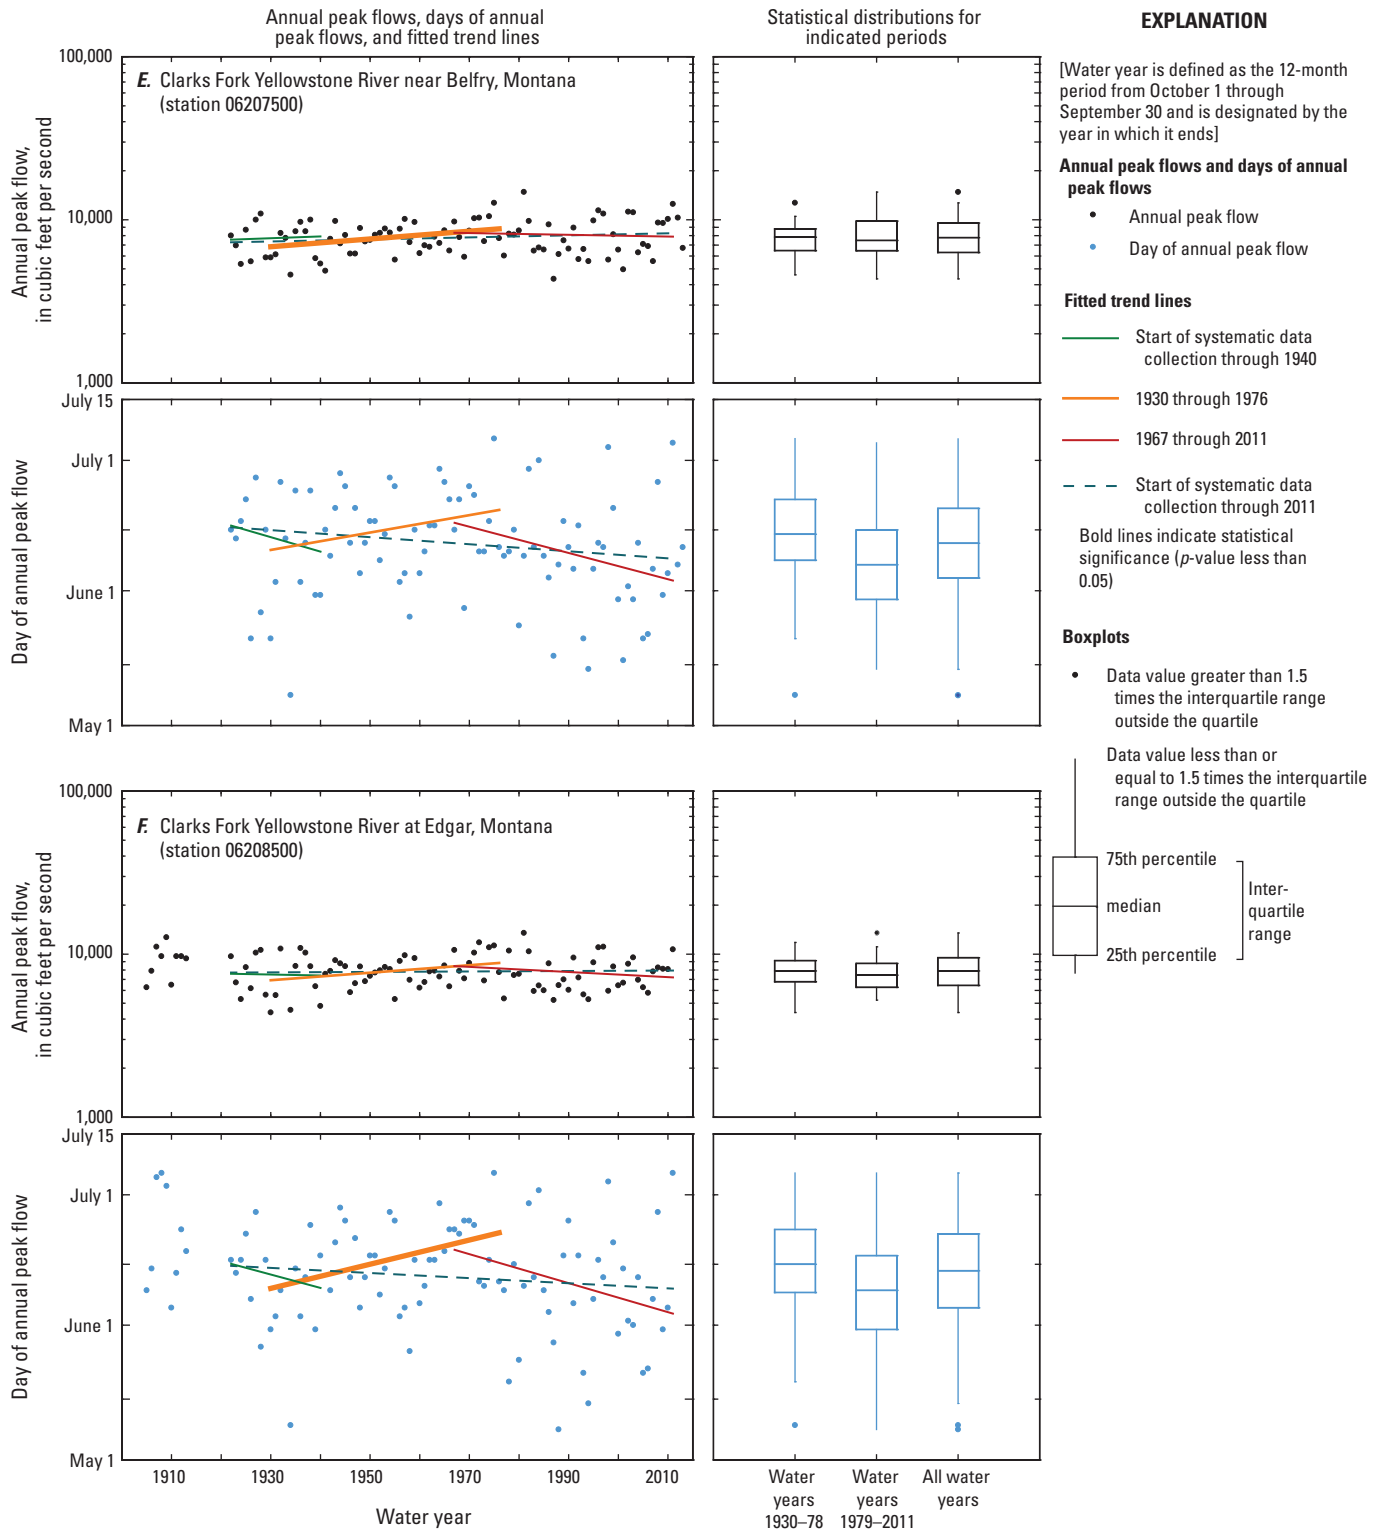 Annual peak flows, days of annual
peak flows, and fitted trend lines
Statistical distributions for
indicated periods
E. Clarks Fork Yellowstone River near Belfry, Montana
(station 06207500)
Annual peak flow,
in cubic feet per second
100,000
10,000
1,000
Day of annual peak flow
July 15
July 1
June 1
May 1
F. Clarks Fork Yellowstone River at Edgar, Montana
(station 06208500)
Annual peak flow,
in cubic feet per second
100,000
10,000
1,000
Day of annual peak flow
July 15
July 1
June 1
May 1
1910 1930 1950 1970 1990 2010
Water year
Water
years
1930–78
Water
years
1979–2011
All water
years
EXPLANATION
[Water year is defined as the 12-month
period from October 1 through
September 30 and is designated by the
year in which it ends]
Annual peak flows and days of annual
peak flows
Annual peak flow
Day of annual peak flow
Fitted trend lines
Start of systematic data
collection through 1940
1930 through 1976
1967 through 2011
Start of systematic data
collection through 2011
Bold lines indicate statistical
significance (p-value less than
0.05)
Boxplots
Data value greater than 1.5
times the interquartile range
outside the quartile
Data value less than or
equal to 1.5 times the interquartile
range outside the quartile
75th percentile
median
25th percentile
Inter-
quartile
range